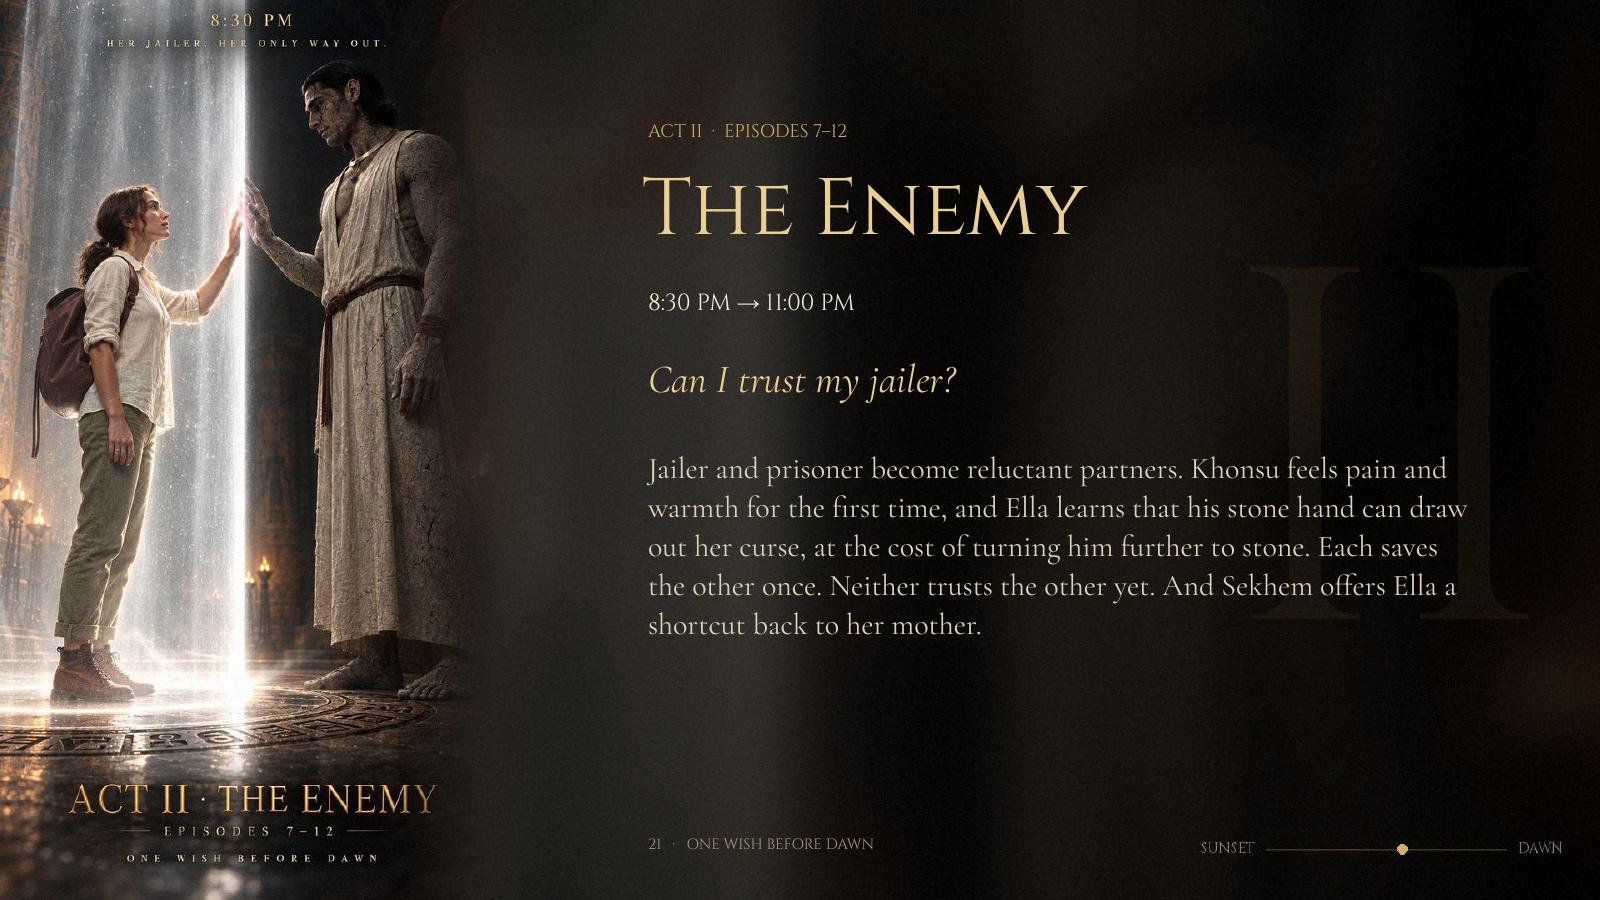 8:30 PM
HER JAILER. HER ONLY WAY OUT.
ACT II · THE ENEMY
EPISODES 7–12
ONE WISH BEFORE DAWN
ACT II · EPISODES 7–12
THE ENEMY
8:30 PM → 11:00 PM
Can I trust my jailer?
Jailer and prisoner become reluctant partners. Khonsu feels pain and
warmth for the first time, and Ella learns that his stone hand can draw
out her curse, at the cost of turning him further to stone. Each saves
the other once. Neither trusts the other yet. And Sekhem offers Ella a
shortcut back to her mother.
II
21 · ONE WISH BEFORE DAWN
SUNSET
DAWN